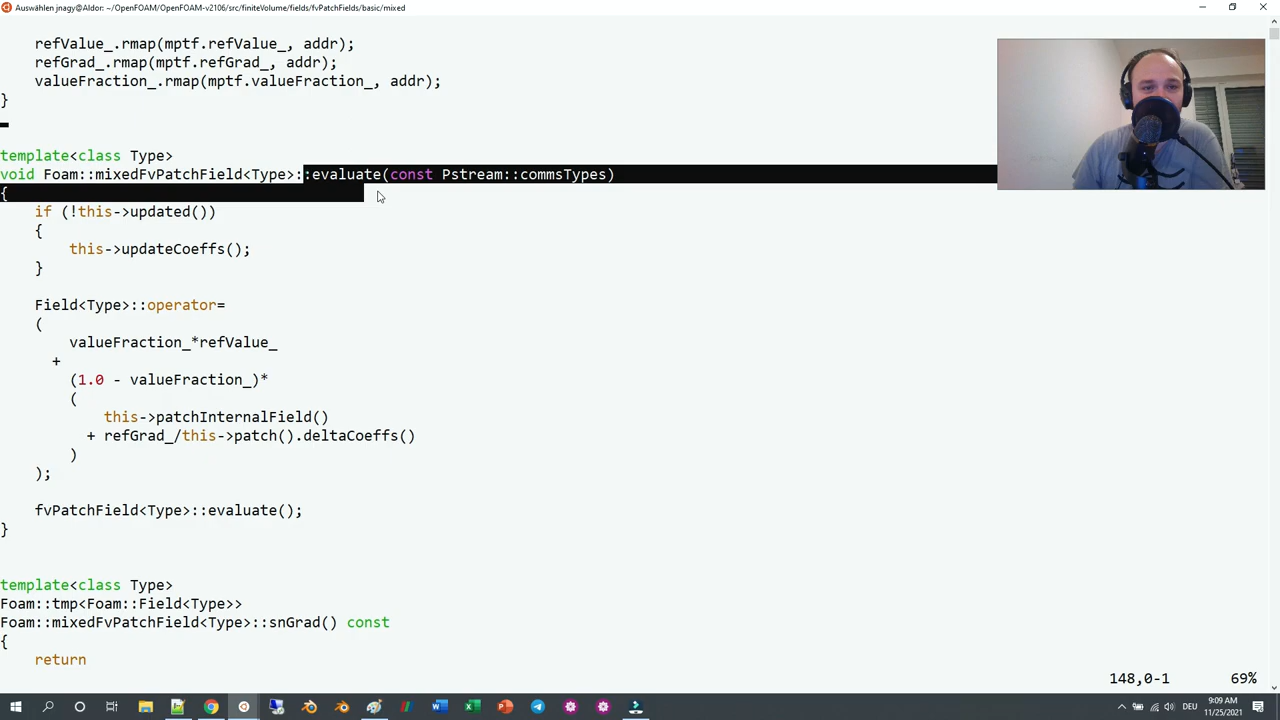 Auswählen jnagy@Aldor: ~/OpenFOAM/OpenFOAM-v2106/src/finiteVolume/fields/fvPatchFields/basic/mixed
refValue_.rmap(mptf.refValue_, addr);
refGrad_.rmap(mptf.refGrad_, addr);
valueFraction_.rmap(mptf.valueFraction_, addr);
}
template<class Type>
void Foam::mixedFvPatchField<Type>::evaluate(const Pstream::commsTypes)
{
if (!this->updated())
{
this->updateCoeffs();
}
Field<Type>::operator=
(
valueFraction_*refValue_
+
(1.0 - valueFraction_)*
(
this->patchInternalField()
+ refGrad_/this->patch().deltaCoeffs()
)
);
fvPatchField<Type>::evaluate();
}
template<class Type>
Foam::tmp<Foam::Field<Type>>
Foam::mixedFvPatchField<Type>::snGrad() const
{
return
148,0-1 69%
DEU
9:09 AM
11/25/2021